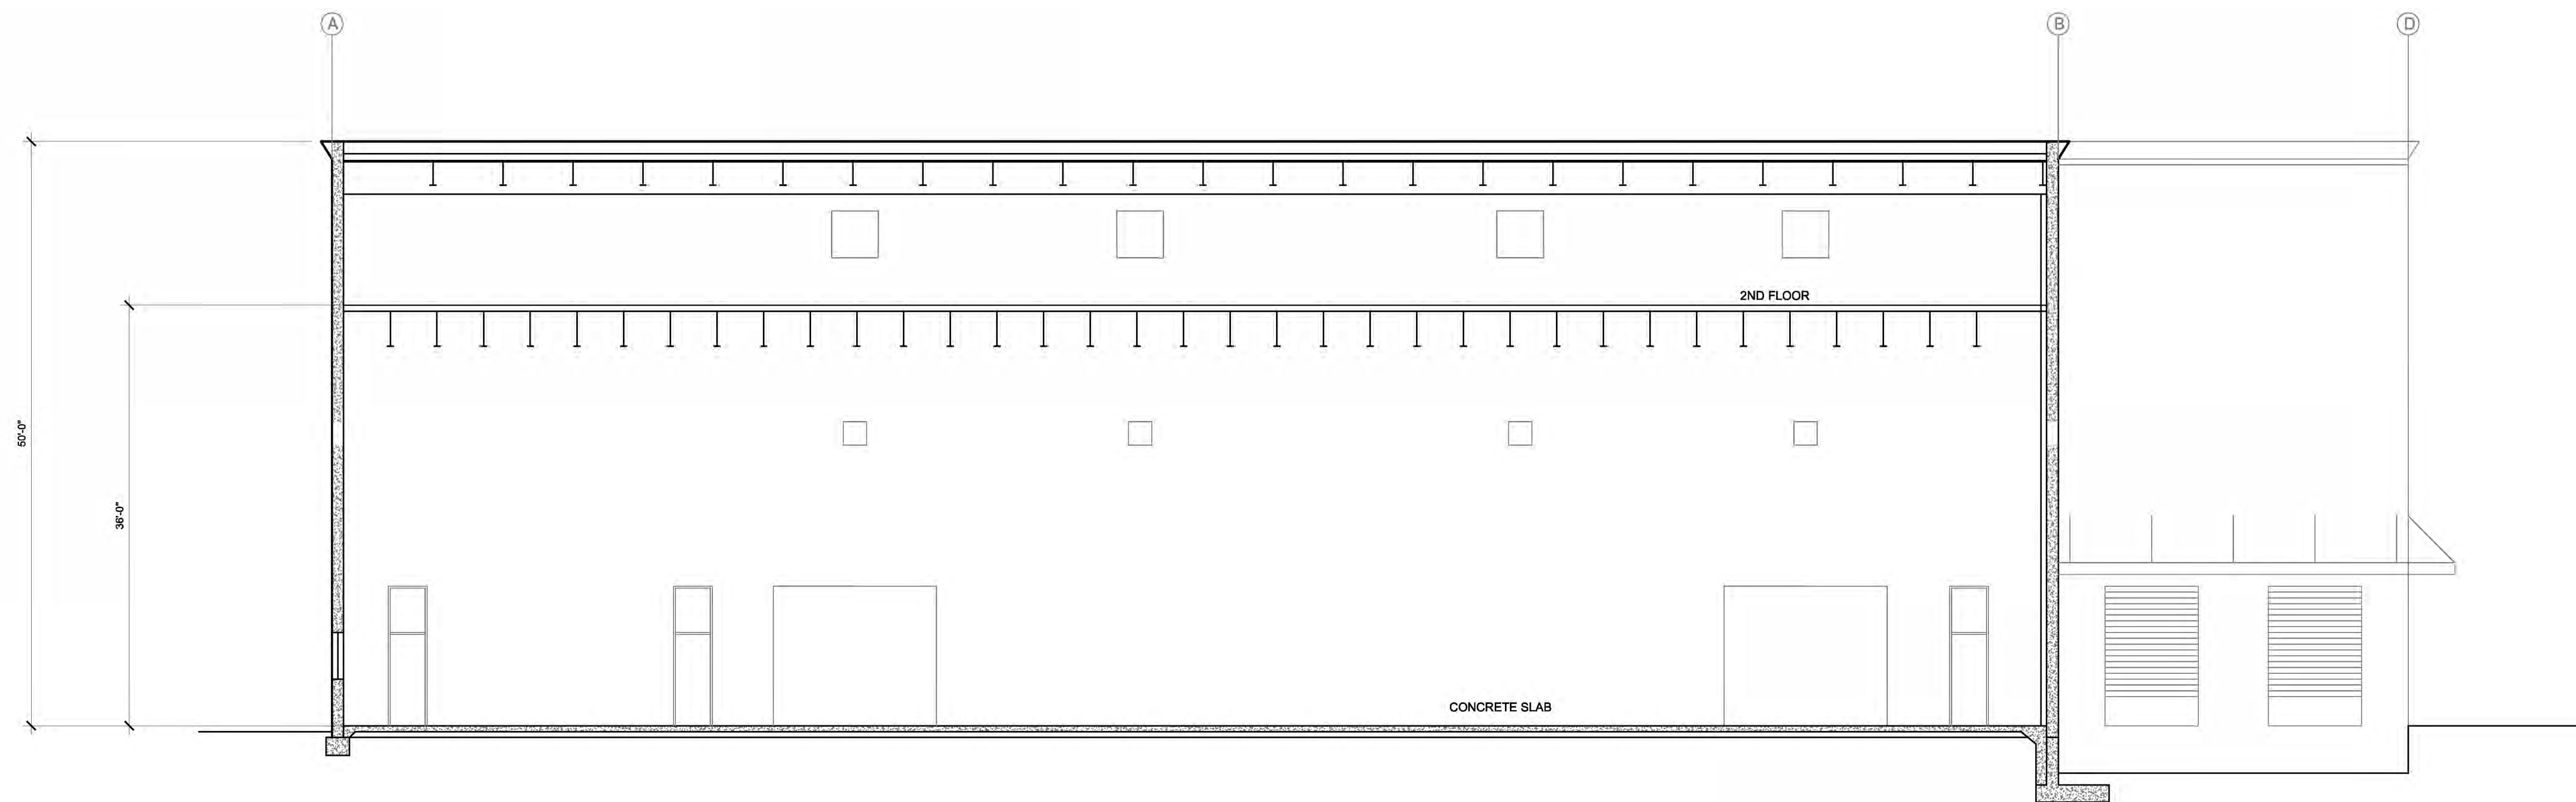 A
B
D
2ND FLOOR
50'-0"
36'-0"
CONCRETE SLAB